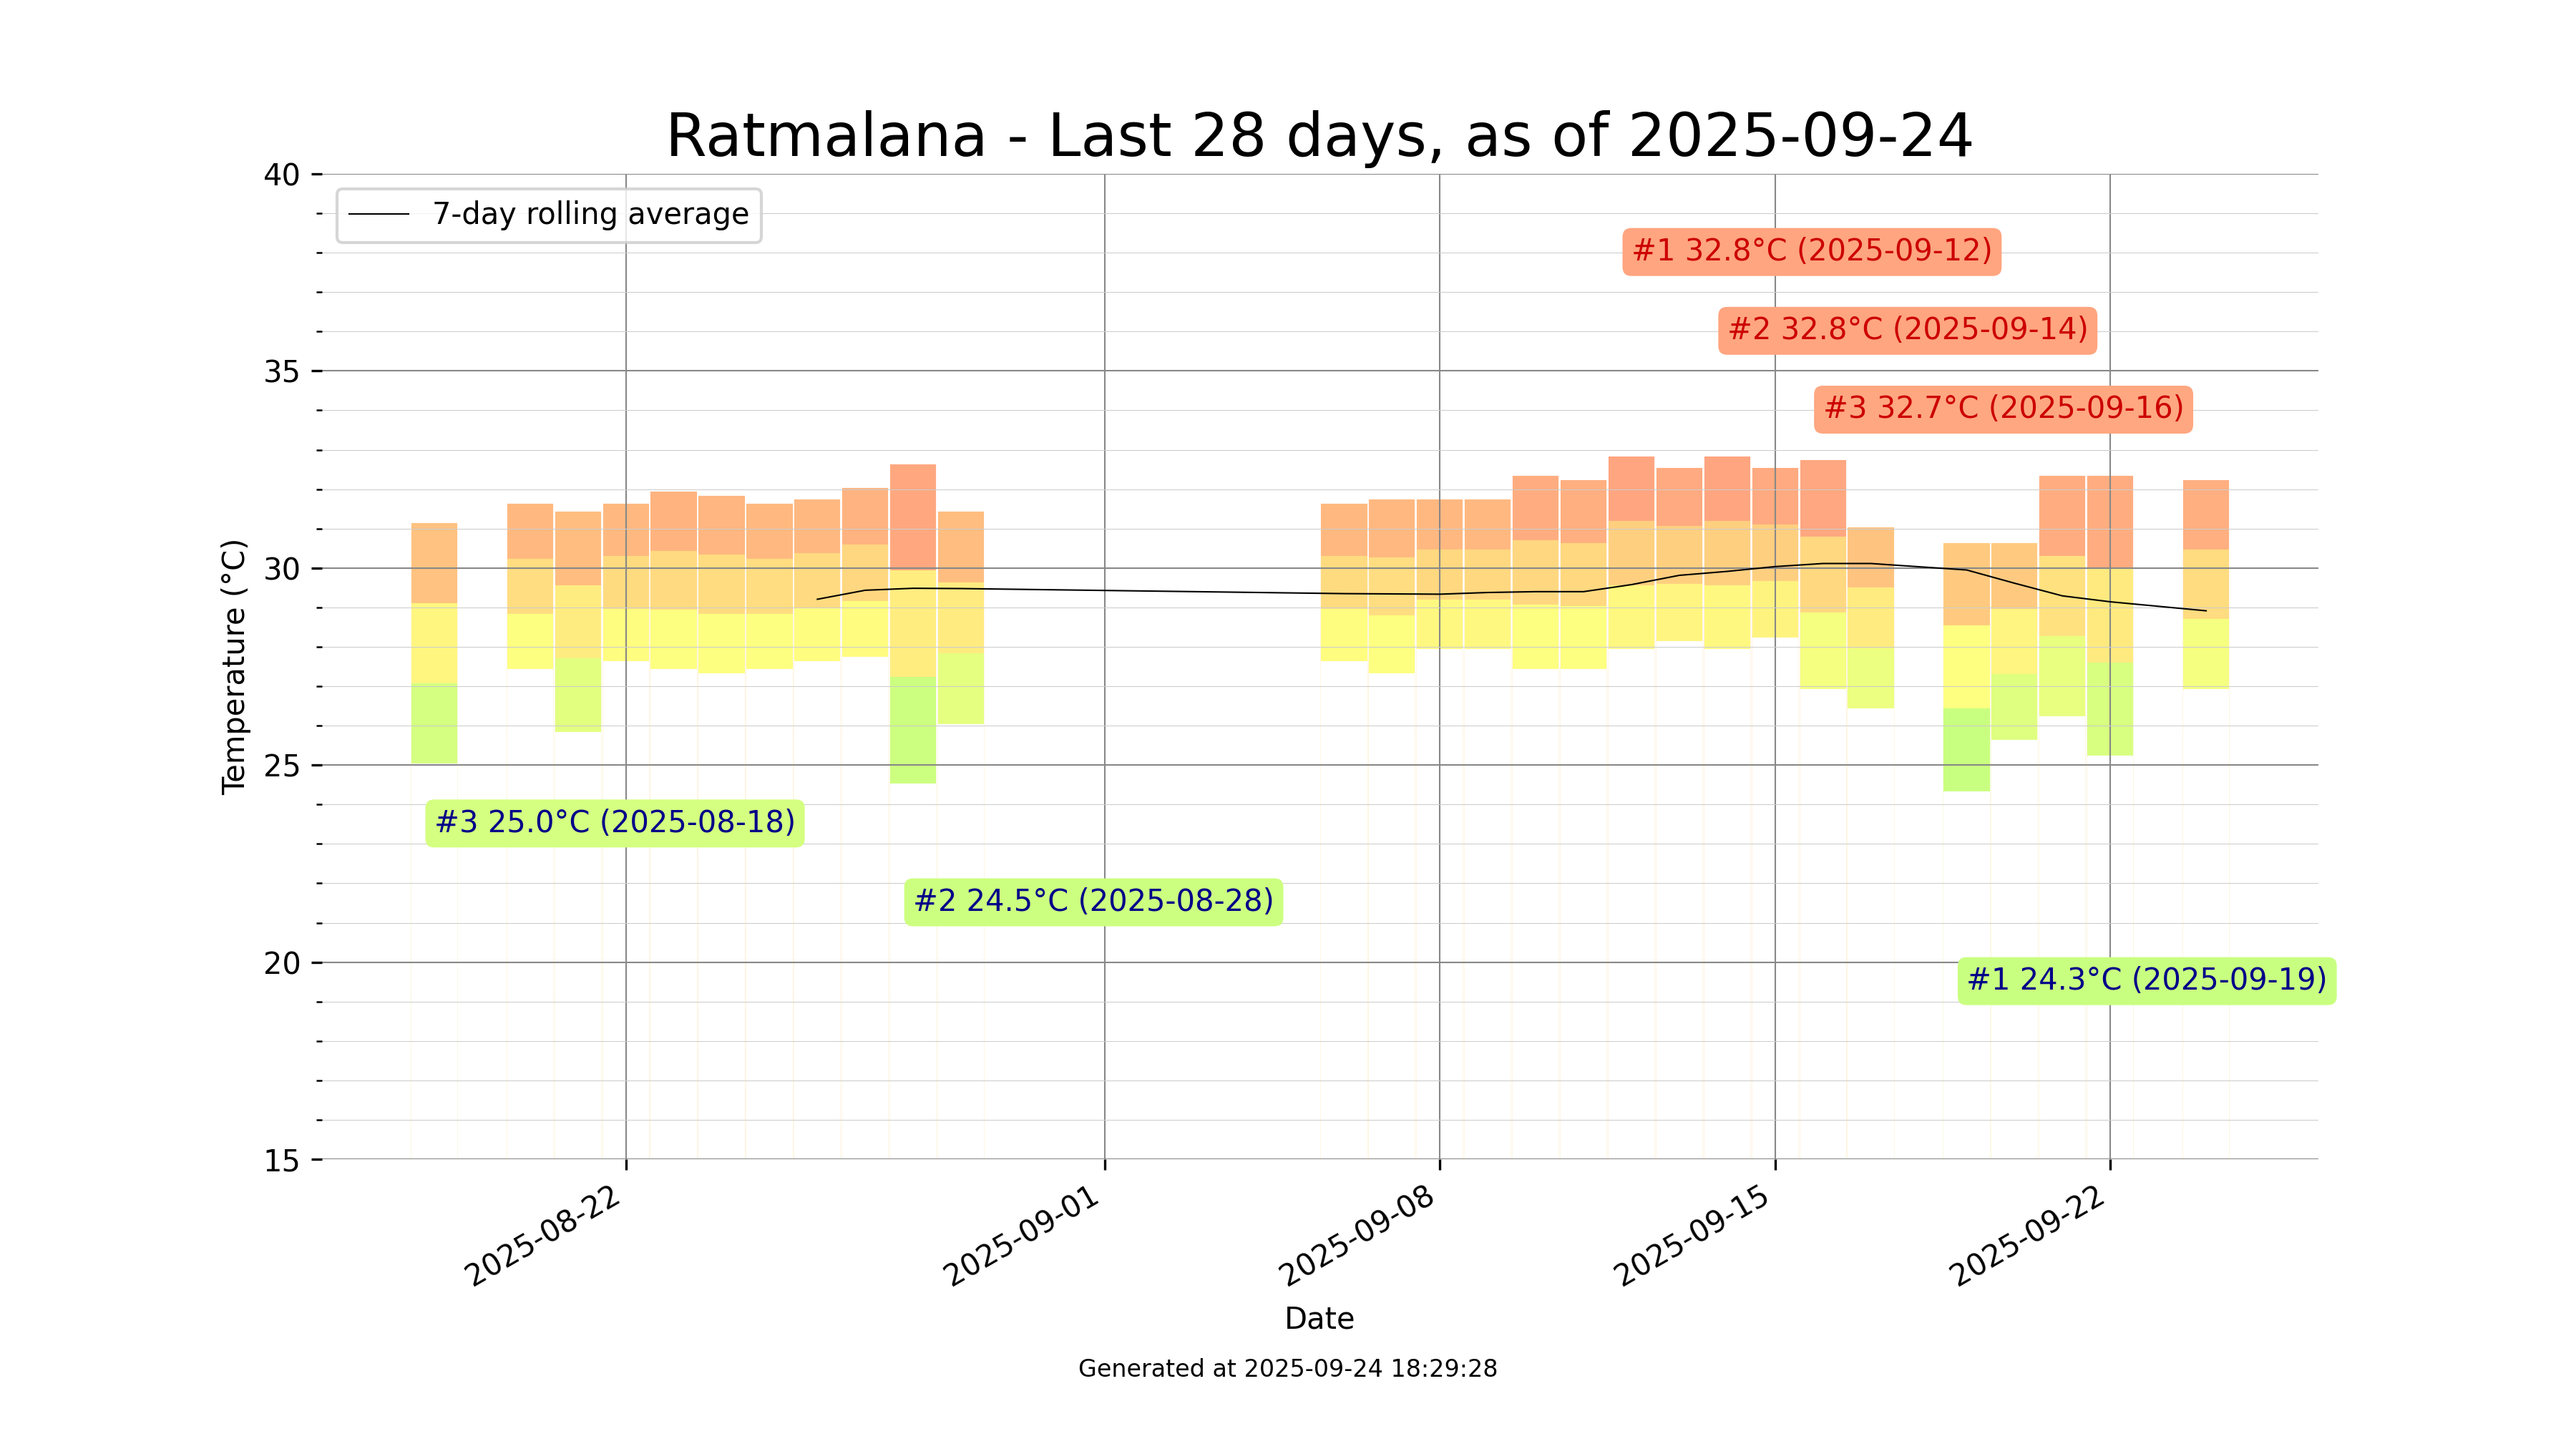 Ratmalana - Last 28 days, as of 2025-09-24
40
35
30
25
20
15
Temperature (°C)
7-day rolling average
#1 32.8°C (2025-09-12)
#2 32.8°C (2025-09-14)
#3 32.7°C (2025-09-16)
#3 25.0°C (2025-08-18)
#2 24.5°C (2025-08-28)
#1 24.3°C (2025-09-19)
2025-08-22
2025-09-01
2025-09-08
2025-09-15
2025-09-22
Date
Generated at 2025-09-24 18:29:28